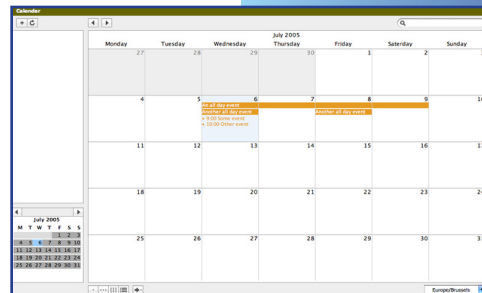 Calendar
July 2005
Monday Tuesday Wednesday Thursday Friday Saterday Sunday
27 28 29 30 1 2
4 5 6 7 8 9 10
An all day event
Another all day event Another all day event
9:00 Some event
10:00 Other event
11 12 13 14 15 16
18 19 20 21 22 23 24
25 26 27 28 29 30
July 2005
M T W T F S S
1 2 3
4 5 6 7 8 9 10
11 12 13 14 15 16 17
18 19 20 21 22 23 24
25 26 27 28 29 30 31
Europe/Brussels